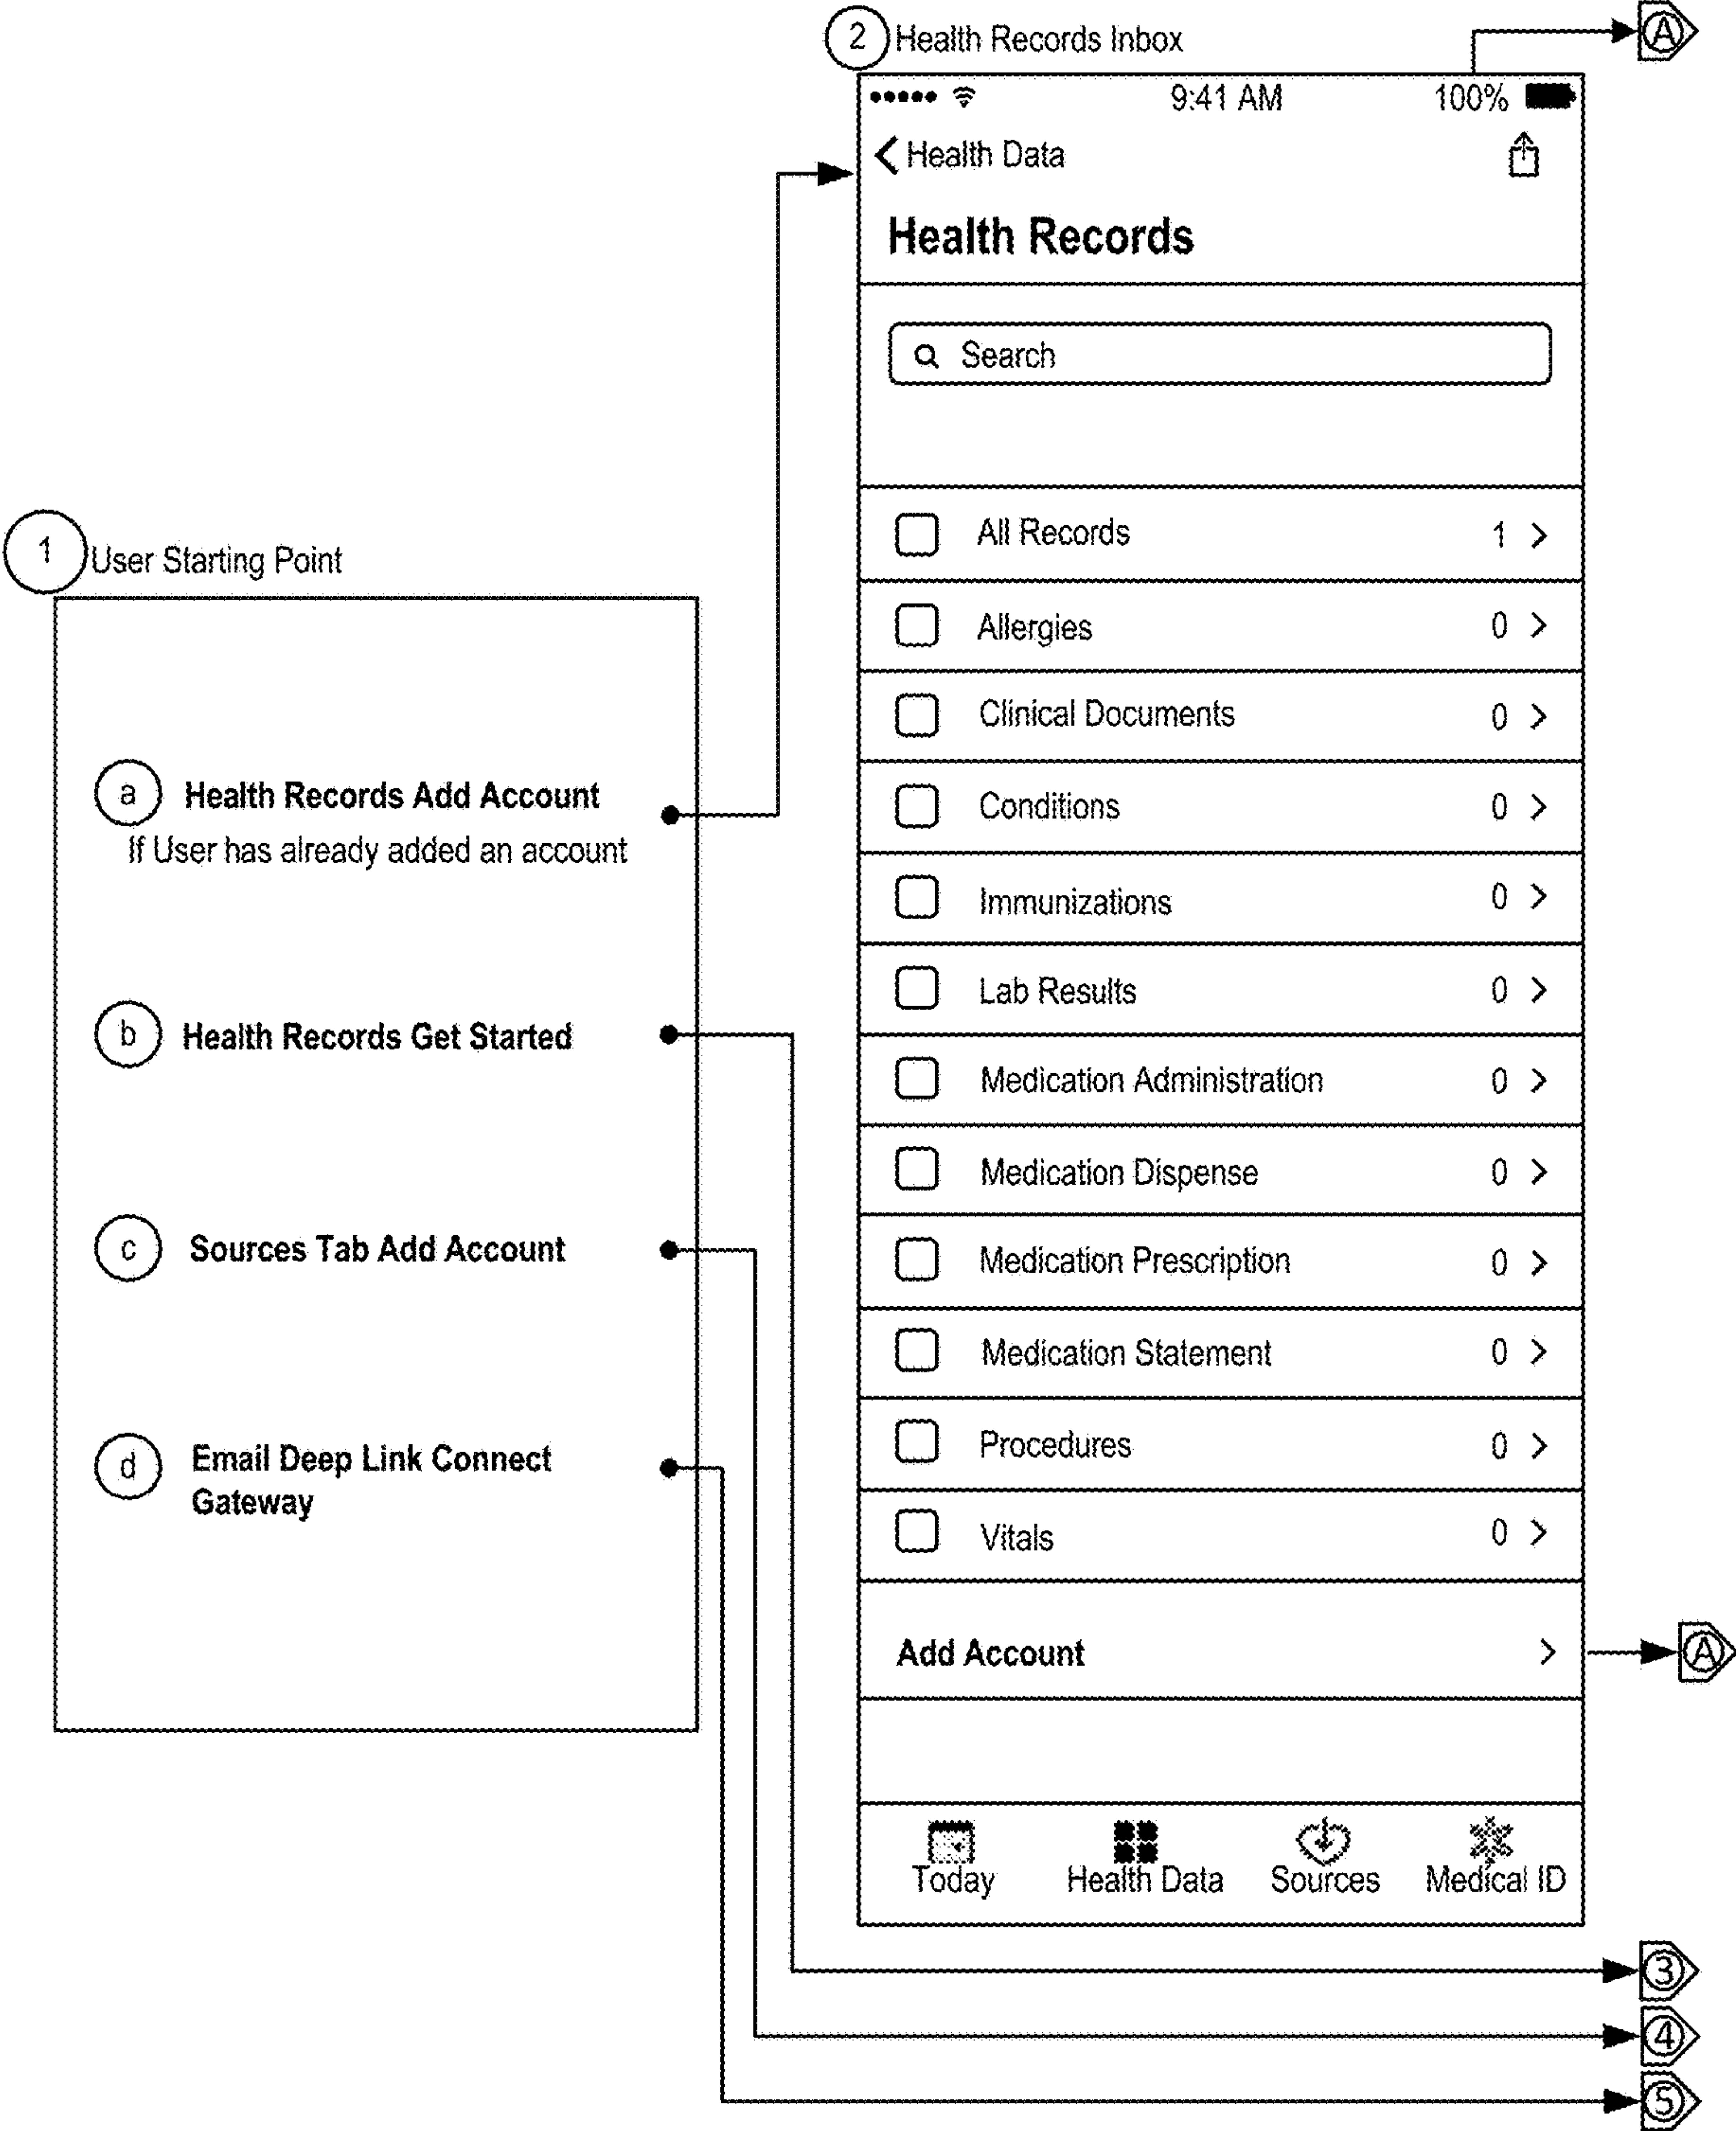 2 Health Records Inbox
A
9:41 AM 100%
Health Data
Health Records
Search
All Records 1
Allergies 0
Clinical Documents 0
Conditions 0
Immunizations 0
Lab Results 0
Medication Administration 0
Medication Dispense 0
Medication Prescription 0
Medication Statement 0
Procedures 0
Vitals 0
Add Account
A
Today Health Data Sources Medical ID
1 User Starting Point
a Health Records Add Account
If User has already added an account
b Health Records Get Started
c Sources Tab Add Account
d Email Deep Link Connect
Gateway
3
4
5